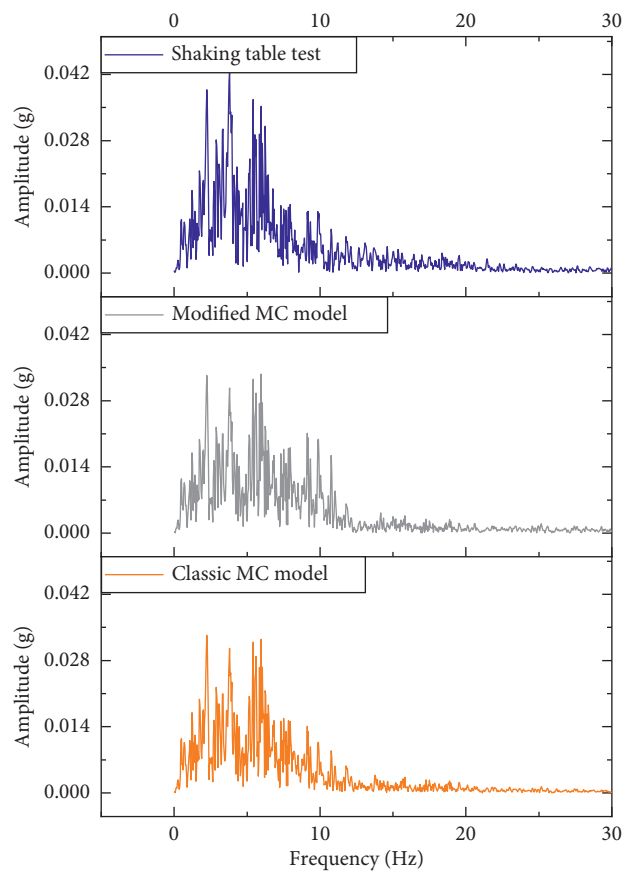 0 10 20 30
Shaking table test
0.042
0.028
0.014
0.000
Amplitude (g)
Modified MC model
0.042
0.028
0.014
0.000
Amplitude (g)
Classic MC model
0.042
0.028
0.014
0.000
Amplitude (g)
0 10 20 30
Frequency (Hz)